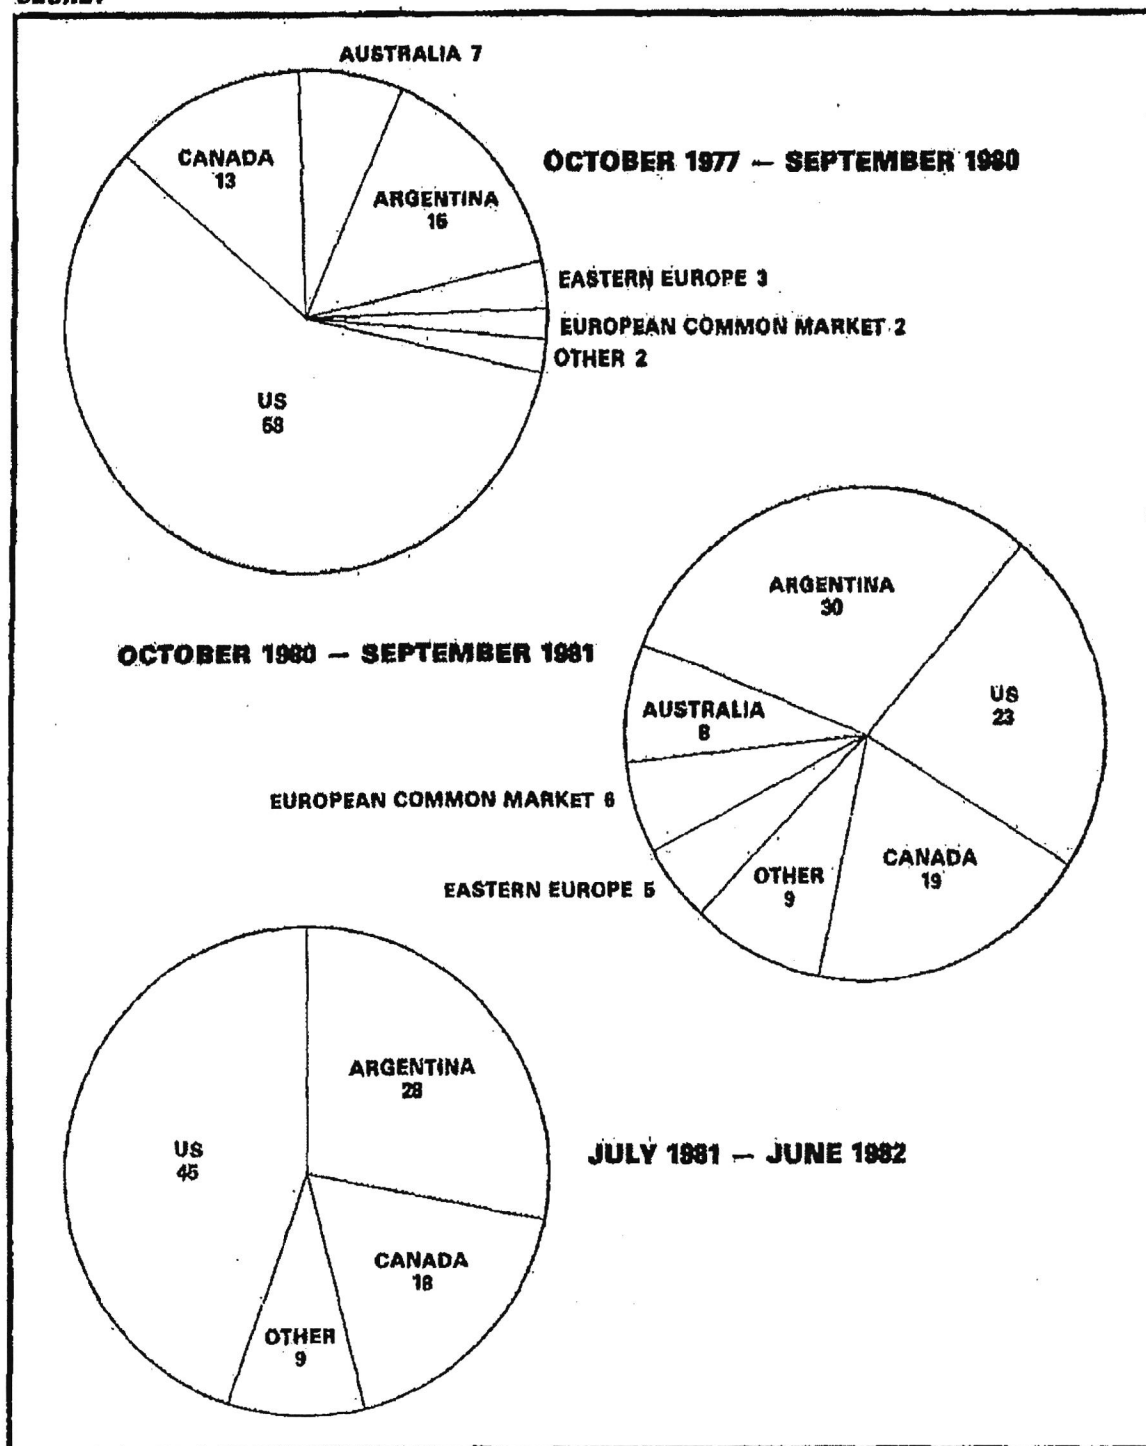 SECRET
AUSTRALIA 7
CANADA
13
OCTOBER 1977 — SEPTEMBER 1980
ARGENTINA
15
EASTERN EUROPE 3
EUROPEAN COMMON MARKET 2
OTHER 2
US
58
ARGENTINA
30
OCTOBER 1980 — SEPTEMBER 1981
US
23
AUSTRALIA
8
EUROPEAN COMMON MARKET 6
CANADA
19
OTHER
9
EASTERN EUROPE 5
ARGENTINA
28
US
45
JULY 1981 — JUNE 1982
CANADA
18
OTHER
9